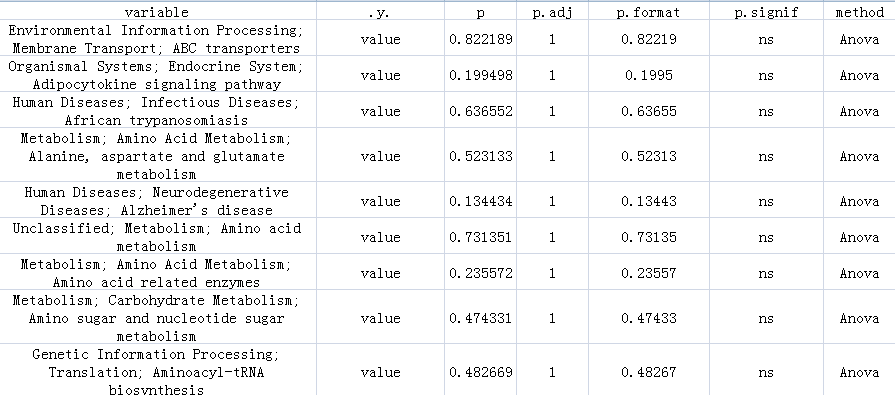 variable .y. p p.adj p.format p.signif method
Environmental Information Processing;
Membrane Transport; ABC transporters
value 0.822189 1 0.82219 ns Anova
Organismal Systems; Endocrine System;
Adipocytokine signaling pathway
value 0.199498 1 0.1995 ns Anova
Human Diseases; Infectious Diseases;
African trypanosomiasis
value 0.636552 1 0.63655 ns Anova
Metabolism; Amino Acid Metabolism;
Alanine, aspartate and glutamate
metabolism
value 0.523133 1 0.52313 ns Anova
Human Diseases; Neurodegenerative
Diseases; Alzheimer's disease
value 0.134434 1 0.13443 ns Anova
Unclassified; Metabolism; Amino acid
metabolism
value 0.731351 1 0.73135 ns Anova
Metabolism; Amino Acid Metabolism;
Amino acid related enzymes
value 0.235572 1 0.23557 ns Anova
Metabolism; Carbohydrate Metabolism;
Amino sugar and nucleotide sugar
metabolism
value 0.474331 1 0.47433 ns Anova
Genetic Information Processing;
Translation; Aminoacyl-tRNA
biosynthesis
value 0.482669 1 0.48267 ns Anova